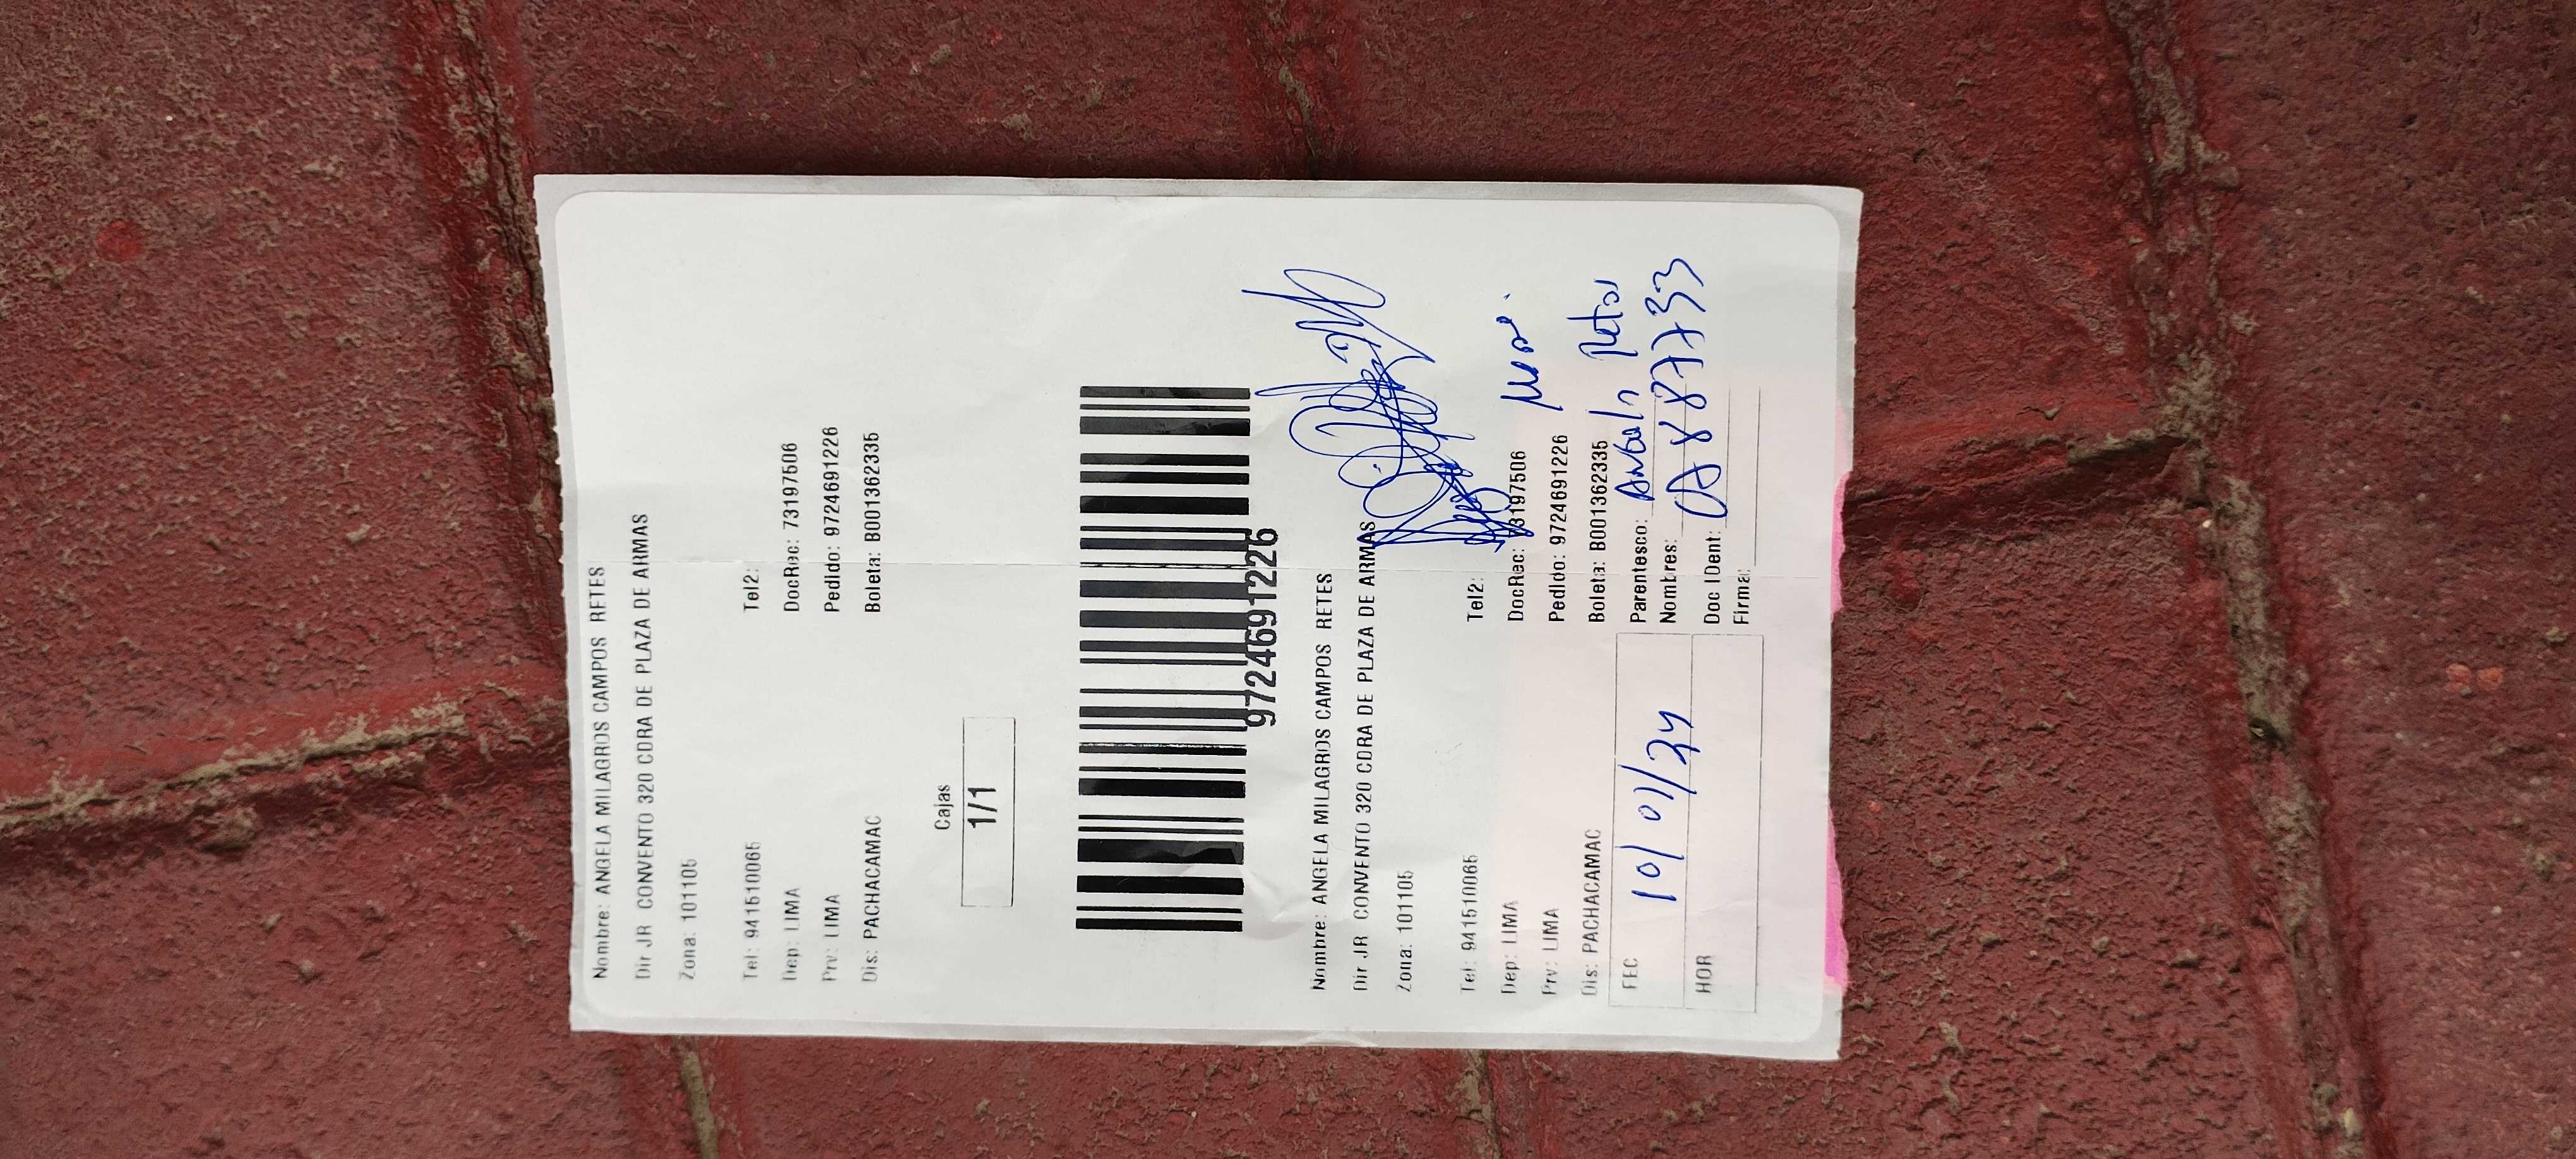 Nombre: ANGELA MILAGROS CAMPOS RETES
Dir JR CONVENTO 320 CDRA DE PLAZA DE ARMAS
Zona: 101105
Tel: 941510065 Tel2:
Dep: LIMA DocRec: 73197506
Prv: LIMA Pedido: 9724691226
Dis: PACHACAMAC Boleta: B001362335
Cajas
1/1
9724691226
Nombre: ANGELA MILAGROS CAMPOS RETES
Dir JR CONVENTO 320 CDRA DE PLAZA DE ARMAS
Zona: 101105
Tel: 941510065 Tel2:
Dep: LIMA DocRec: 73197506
Prv: LIMA Pedido: 9724691226
Dis: PACHACAMAC Boleta: B001362335
FEC 10/01/24 Parentesco:
Nombres:
HOR Doc IDent:
Firma: